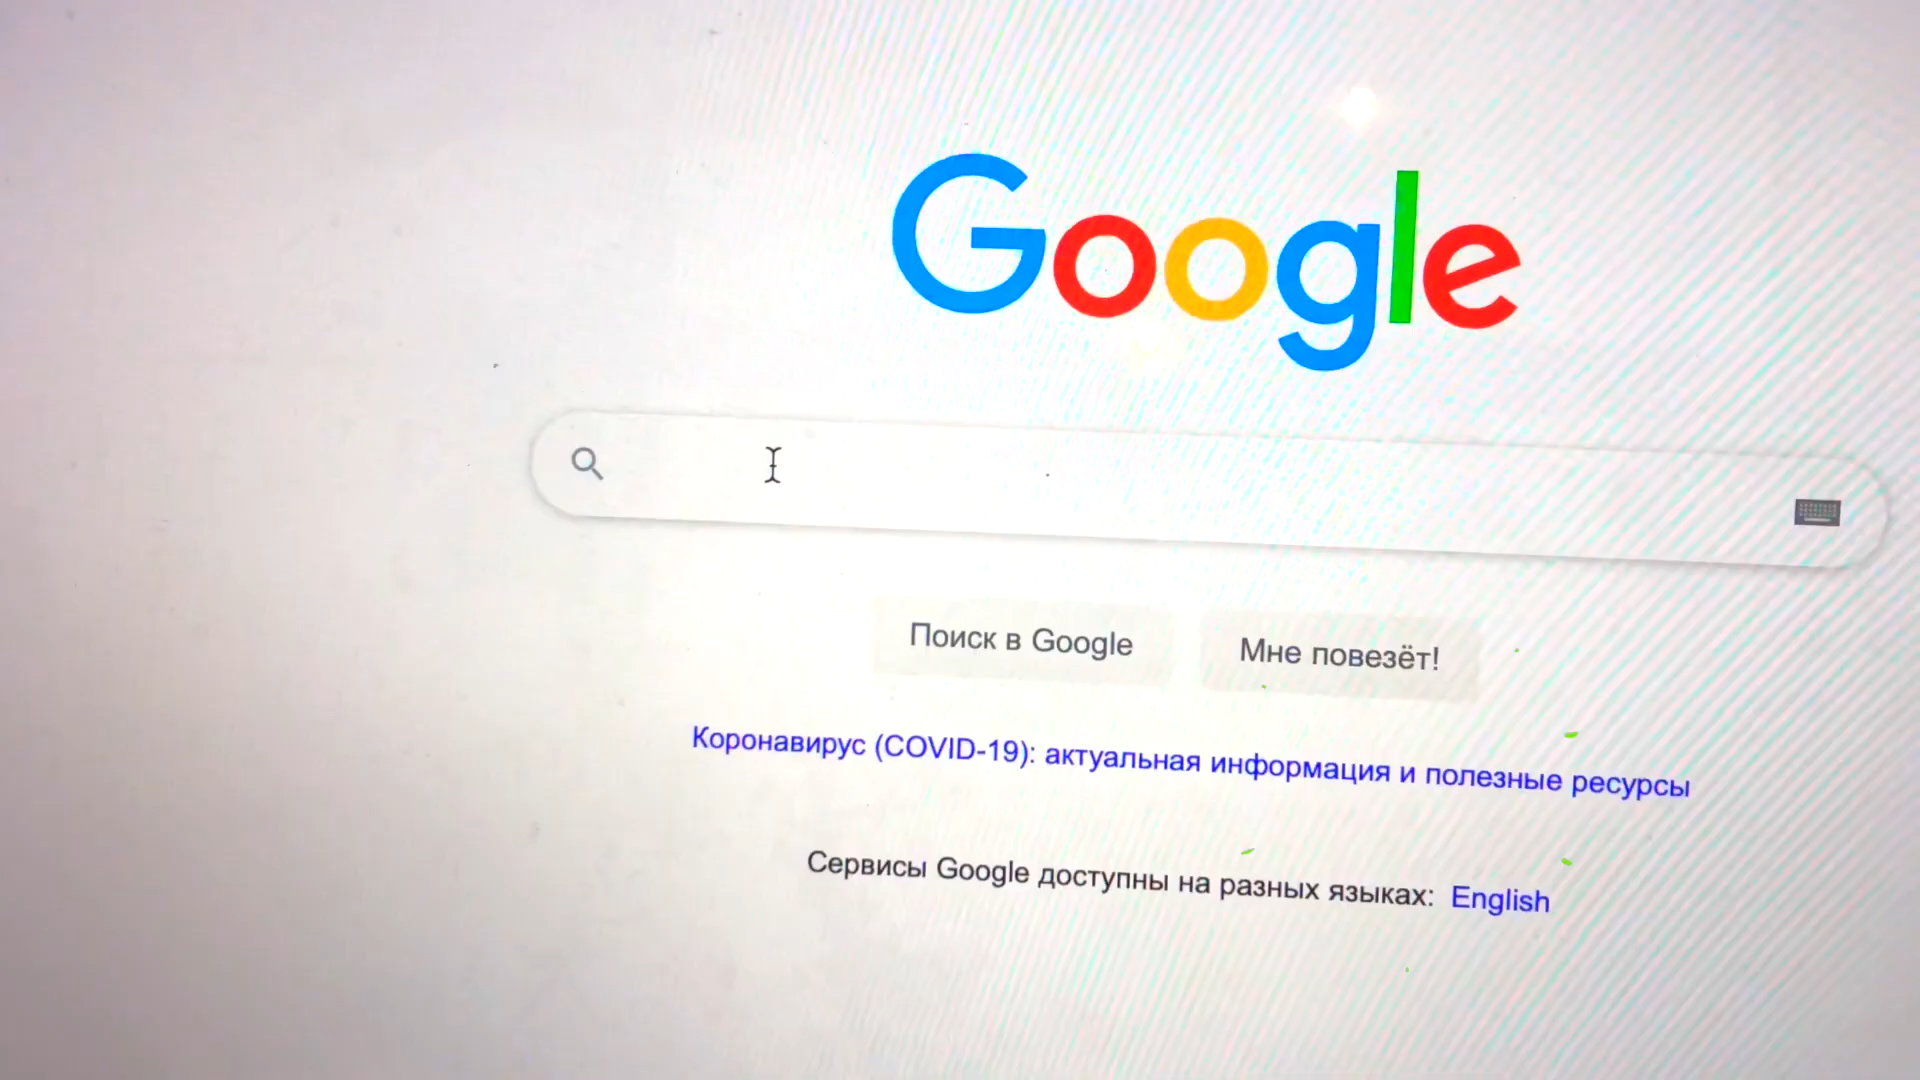 Google
Поиск в Google
Мне повезёт!
Коронавирус (COVID-19): актуальная информация и полезные ресурсы
Сервисы Google доступны на разных языках: English